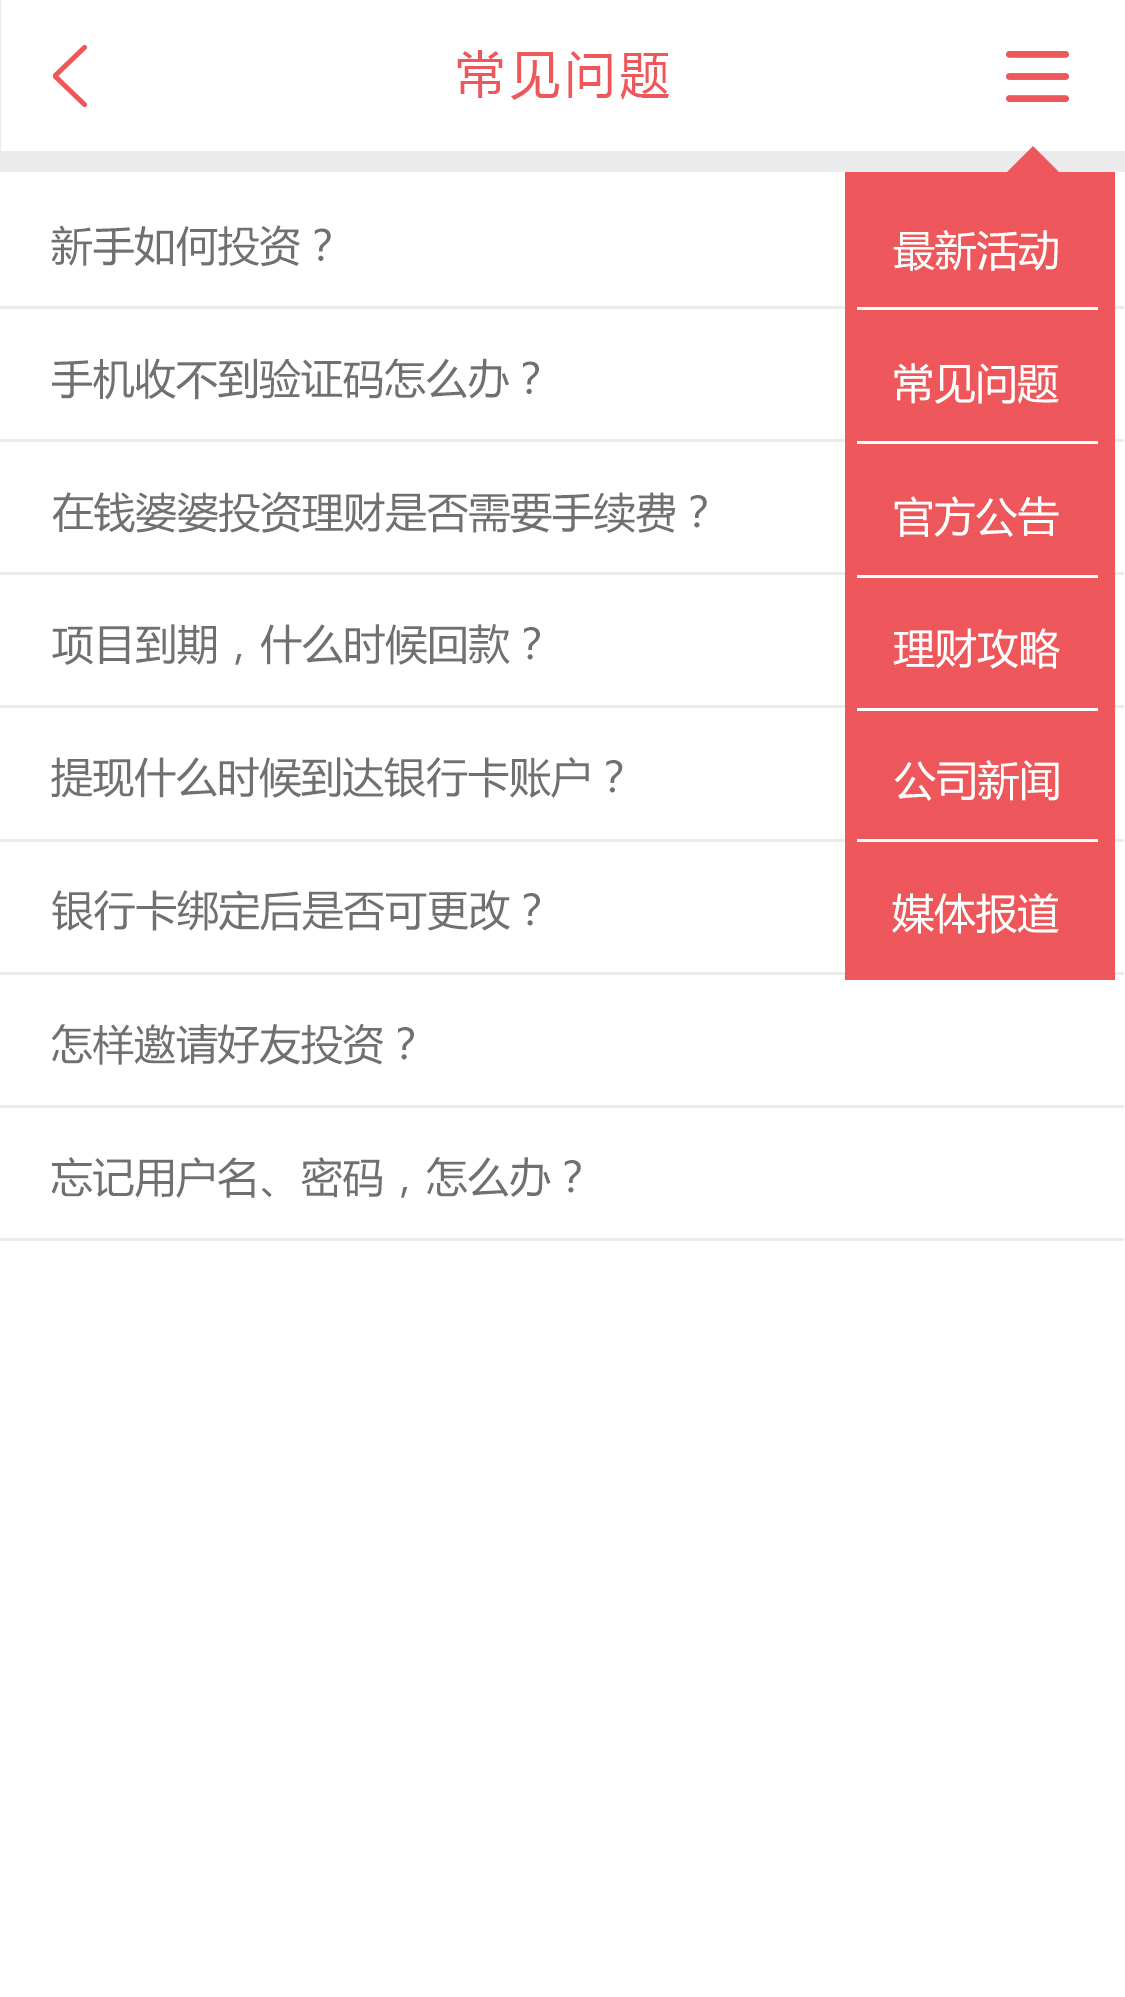 常见问题
新手如何投资？
手机收不到验证码怎么办？
在钱婆婆投资理财是否需要手续费？
项目到期，什么时候回款？
提现什么时候到达银行卡账户？
银行卡绑定后是否可更改？
怎样邀请好友投资？
忘记用户名、密码，怎么办？
最新活动
常见问题
官方公告
理财攻略
公司新闻
媒体报道